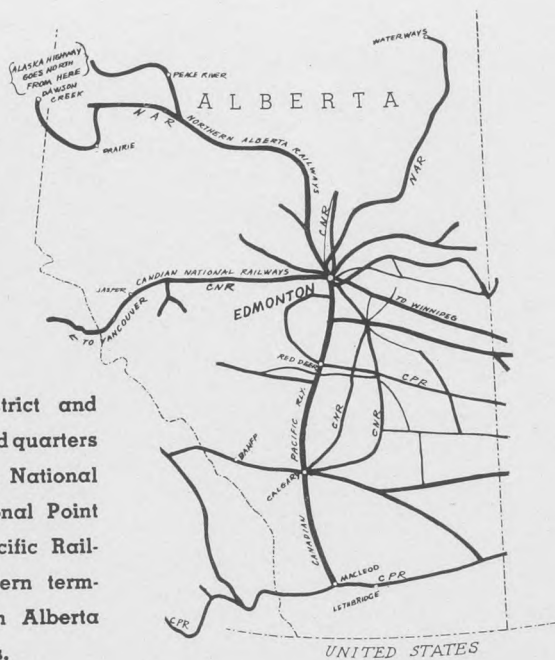 ALASKA HIGHWAY
GOES NORTH
FROM HERE
DAWSON
CREEK
WATERWAYS
PEACE RIVER
ALBERTA
NAR
NORTHERN ALBERTA RAILWAYS
PRAIRIE
NAR
CNR
JASPER
CANDIAN NATIONAL RAILWAYS
CNR
EDMONTON
TO WINNIPEG
← TO VANCOUVER
RED DEER
CPR
CANADIAN PACIFIC RLY.
CNR
CNR
BANFF
CALGARY
MACLEOD
CPR
LETHBRIDGE
CPR
UNITED STATES
trict and
d quarters
National
nal Point
cific Rail-
ern term-
n Alberta
s.